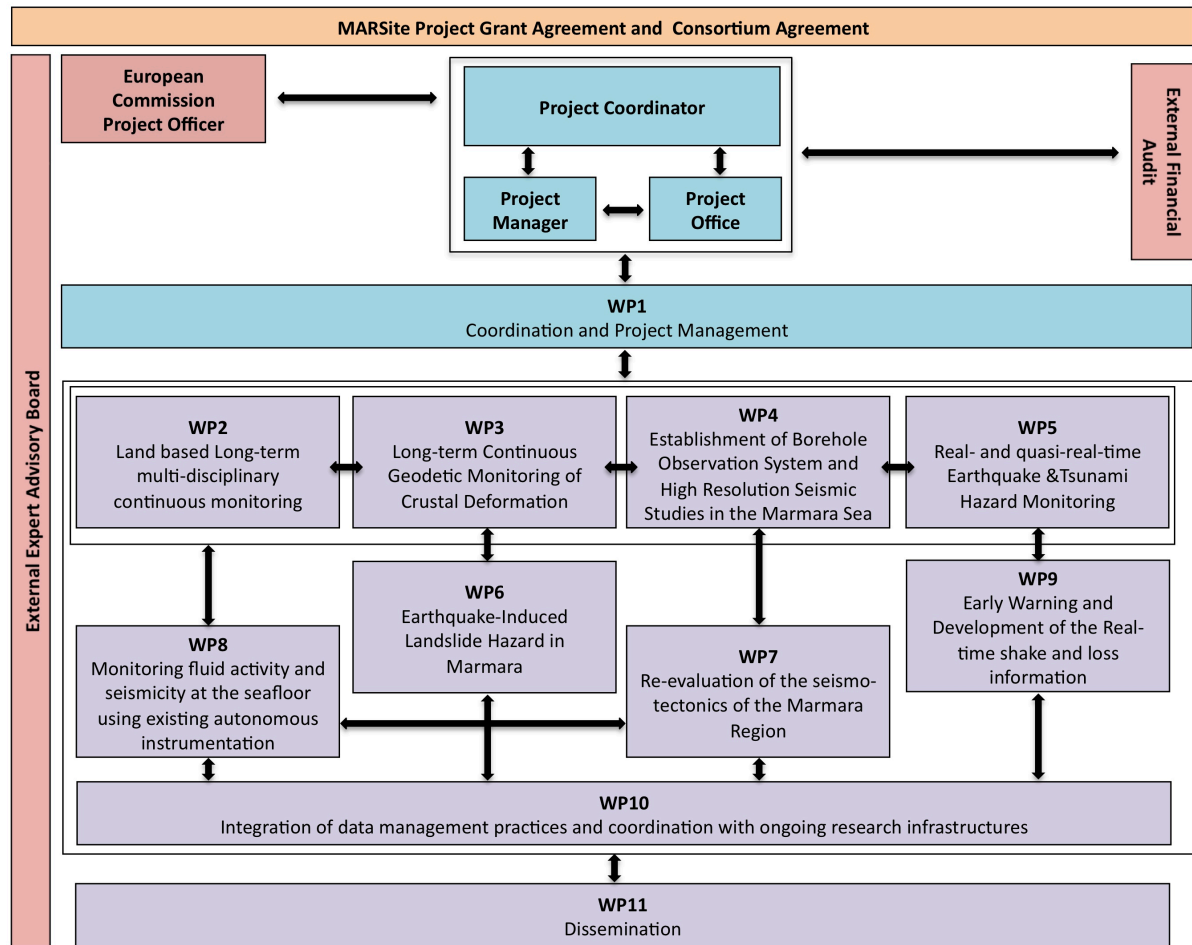 MARSite Project Grant Agreement and Consortium Agreement
External Expert Advisory Board
European
Commission
Project Officer
Project Coordinator
Project
Manager
Project
Office
External Financial
Audit
WP1
Coordination and Project Management
WP2
Land based Long-term
multi-disciplinary
continuous monitoring
WP3
Long-term Continuous
Geodetic Monitoring of
Crustal Deformation
WP4
Establishment of Borehole
Observation System and
High Resolution Seismic
Studies in the Marmara Sea
WP5
Real- and quasi-real-time
Earthquake &Tsunami
Hazard Monitoring
WP8
Monitoring fluid activity and
seismicity at the seafloor
using existing autonomous
instrumentation
WP6
Earthquake-Induced
Landslide Hazard in
Marmara
WP7
Re-evaluation of the seismo-
tectonics of the Marmara
Region
WP9
Early Warning and
Development of the Real-
time shake and loss
information
WP10
Integration of data management practices and coordination with ongoing research infrastructures
WP11
Dissemination